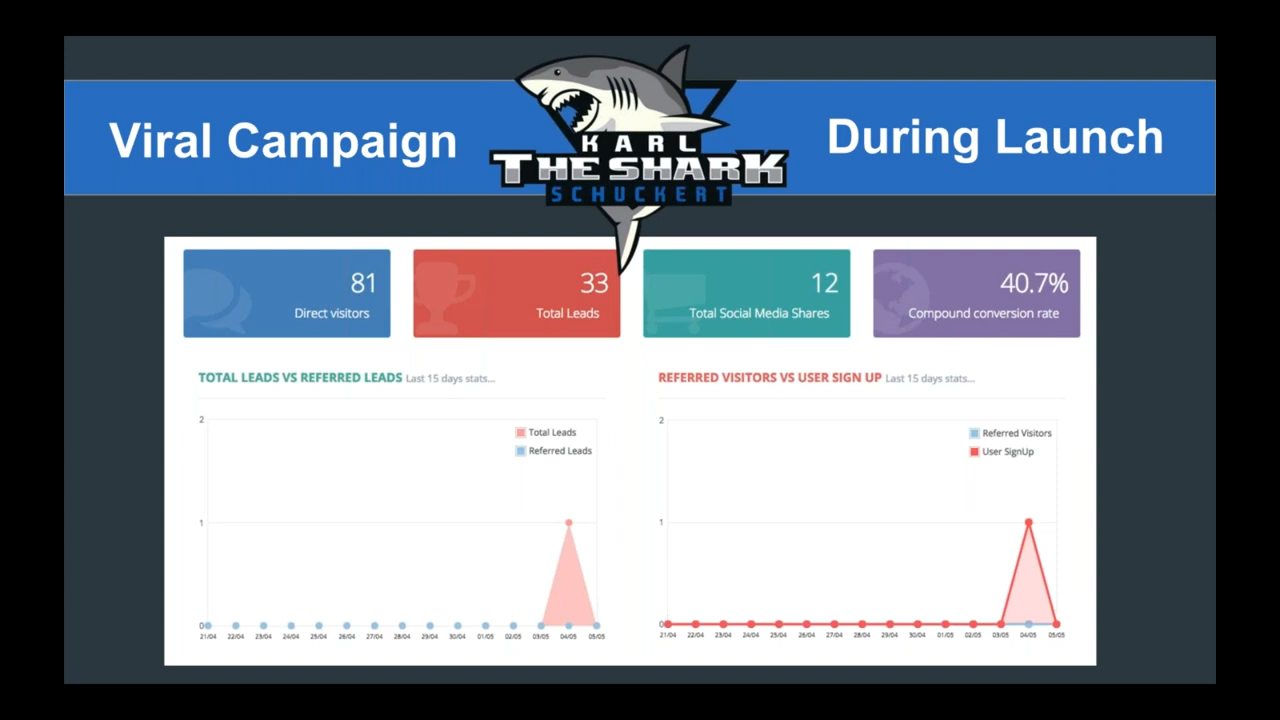 Viral Campaign
KARL
THE SHARK
SCHUCKERT
During Launch
81
Direct visitors
33
Total Leads
12
Total Social Media Shares
40.7%
Compound conversion rate
TOTAL LEADS VS REFERRED LEADS Last 15 days stats...
2
Total Leads
Referred Leads
1
0
21/04 22/04 23/04 24/04 25/04 26/04 27/04 28/04 29/04 30/04 01/05 02/05 03/05 04/05 05/05
REFERRED VISITORS VS USER SIGN UP Last 15 days stats...
2
Referred Visitors
User SignUp
1
0
21/04 22/04 23/04 24/04 25/04 26/04 27/04 28/04 29/04 30/04 01/05 02/05 03/05 04/05 05/05